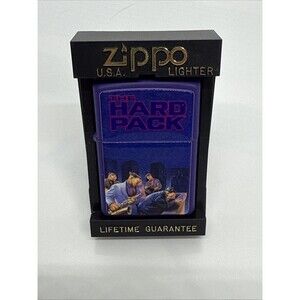 zippo
U.S.A. LIGHTER
THE
HARD
PACK
LIFETIME GUARANTEE